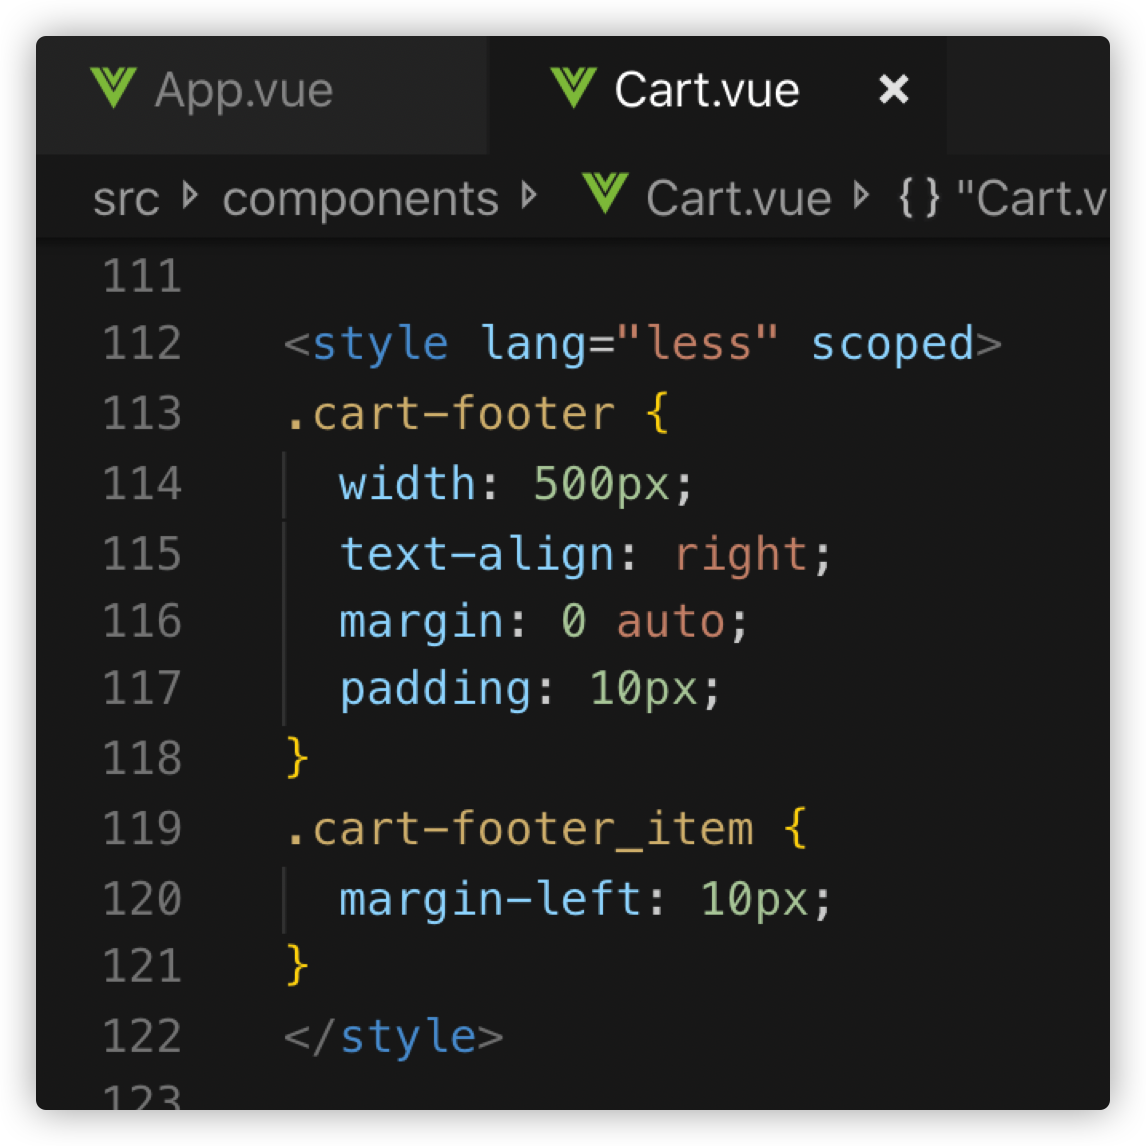 App.vue Cart.vue ×
src components Cart.vue {} "Cart.v
111
112 <style lang="less" scoped>
113 .cart-footer {
114   width: 500px;
115   text-align: right;
116   margin: 0 auto;
117   padding: 10px;
118 }
119 .cart-footer_item {
120   margin-left: 10px;
121 }
122 </style>
123